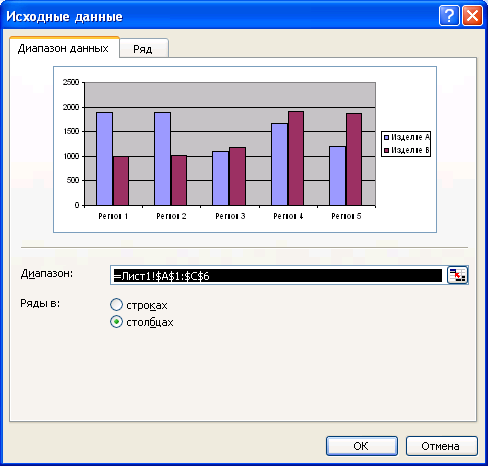 Исходные данные
Диапазон данных
Ряд
2500
2000
1500
1000
500
0
Регион 1 Регион 2 Регион 3 Регион 4 Регион 5
Изделие A
Изделие B
Диапазон:
=Лист1!$A$1:$C$6
Ряды в:
строках
столбцах
OK
Отмена